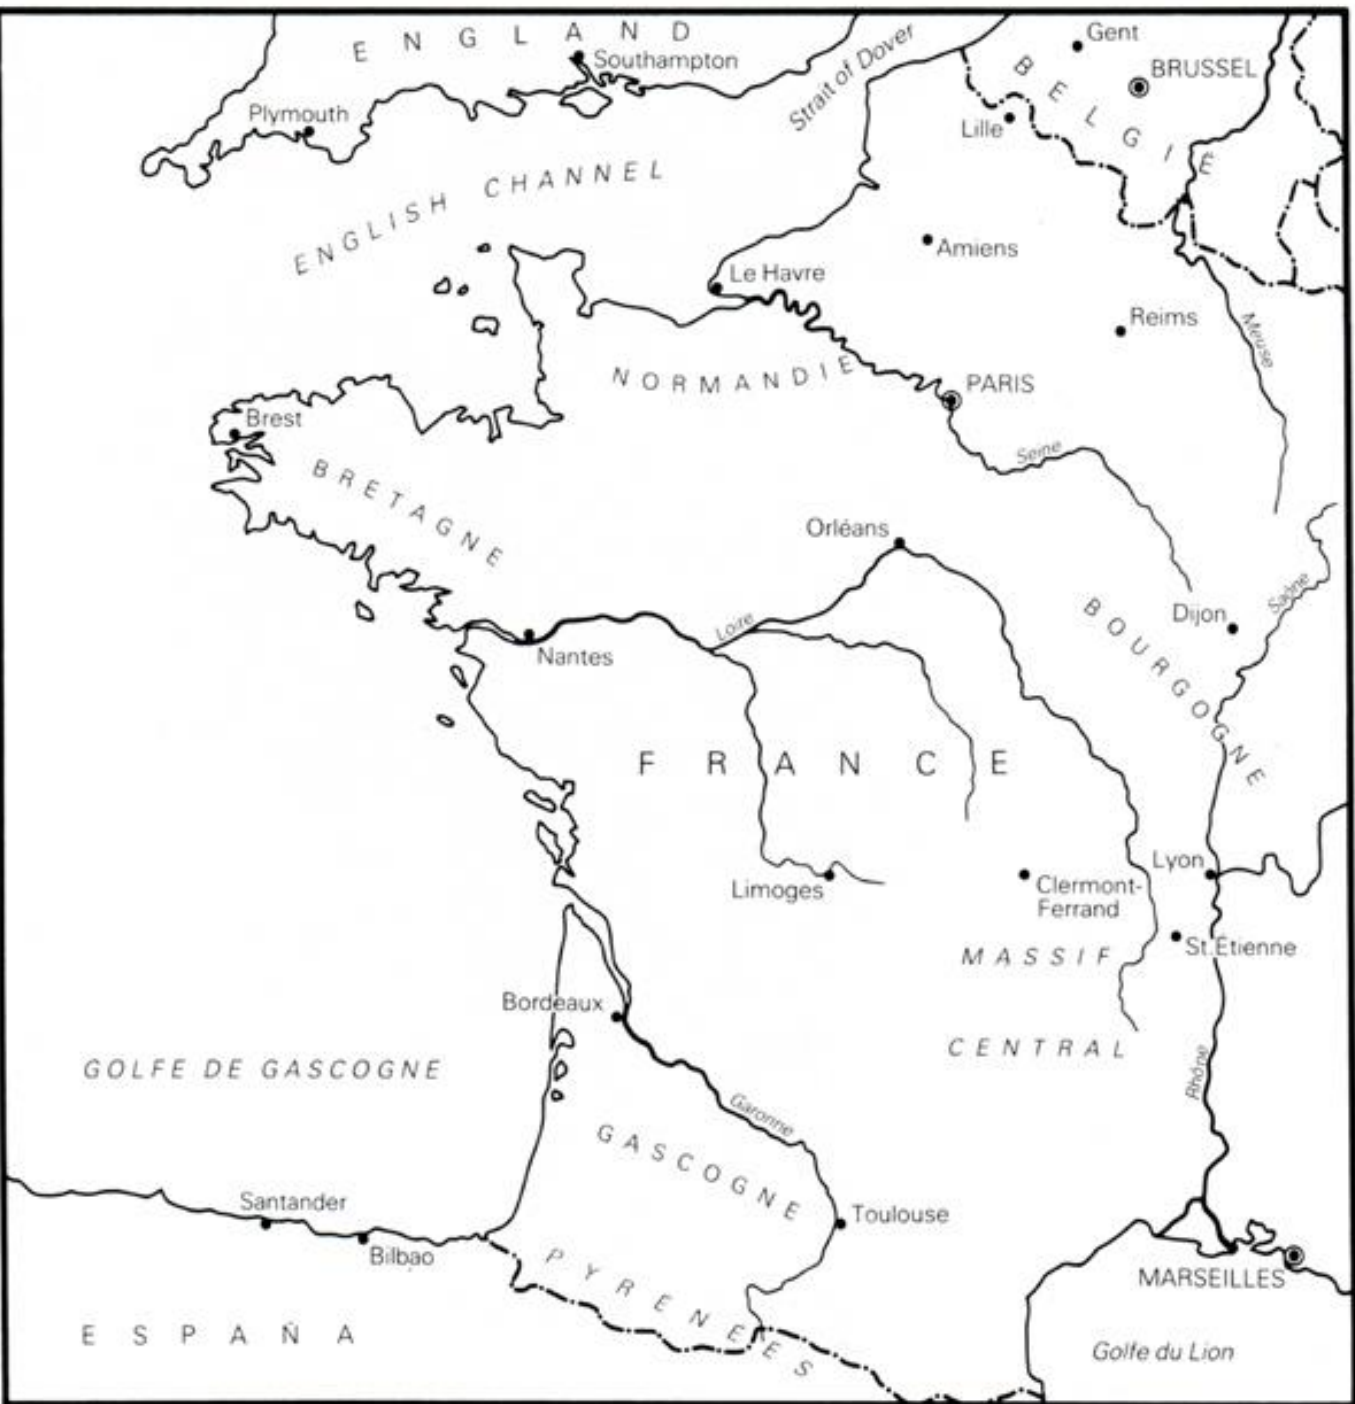 ENGLAND
Southampton
Plymouth
Strait of Dover
Gent
BRUSSEL
BELGIË
Lille
ENGLISH CHANNEL
Amiens
Le Havre
Reims
Meuse
NORMANDIE
PARIS
Brest
BRETAGNE
Seine
Orléans
BOURGOGNE
Dijon
Saône
Loire
Nantes
FRANCE
Lyon
Limoges
Clermont-
Ferrand
St.Étienne
MASSIF
CENTRAL
Bordeaux
GOLFE DE GASCOGNE
Rhône
Garonne
GASCOGNE
Santander
Bilbao
Toulouse
PYRENEES
MARSEILLES
ESPAÑA
Golfe du Lion